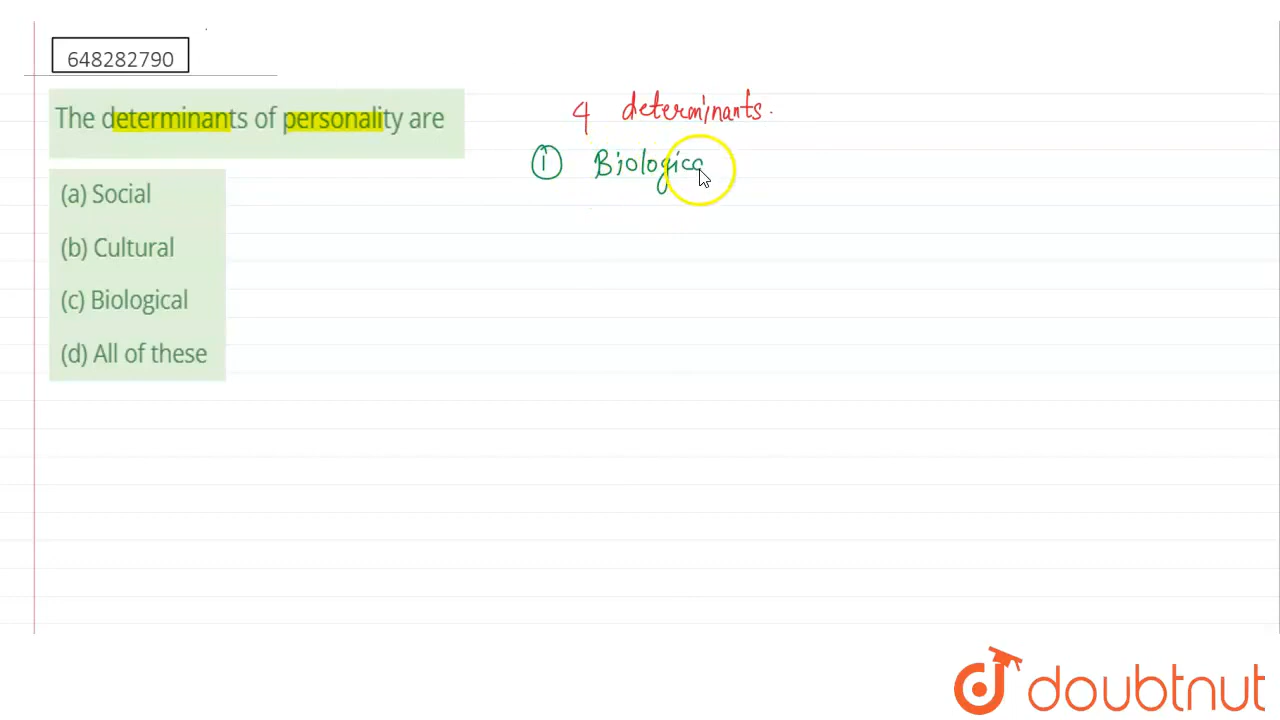 648282790
The determinants of personality are
4 determinants.
① Biologica
(a) Social
(b) Cultural
(c) Biological
(d) All of these
doubtnut